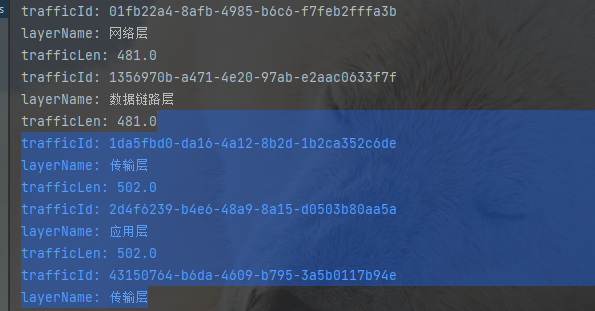 trafficId: 01fb22a4-8afb-4985-b6c6-f7feb2fffa3b
layerName: 网络层
trafficLen: 481.0
trafficId: 1356970b-a471-4e20-97ab-e2aac0633f7f
layerName: 数据链路层
trafficLen: 481.0
trafficId: 1da5fbd0-da16-4a12-8b2d-1b2ca352c6de
layerName: 传输层
trafficLen: 502.0
trafficId: 2d4f6239-b4e6-48a9-8a15-d0503b80aa5a
layerName: 应用层
trafficLen: 502.0
trafficId: 43150764-b6da-4609-b795-3a5b0117b94e
layerName: 传输层